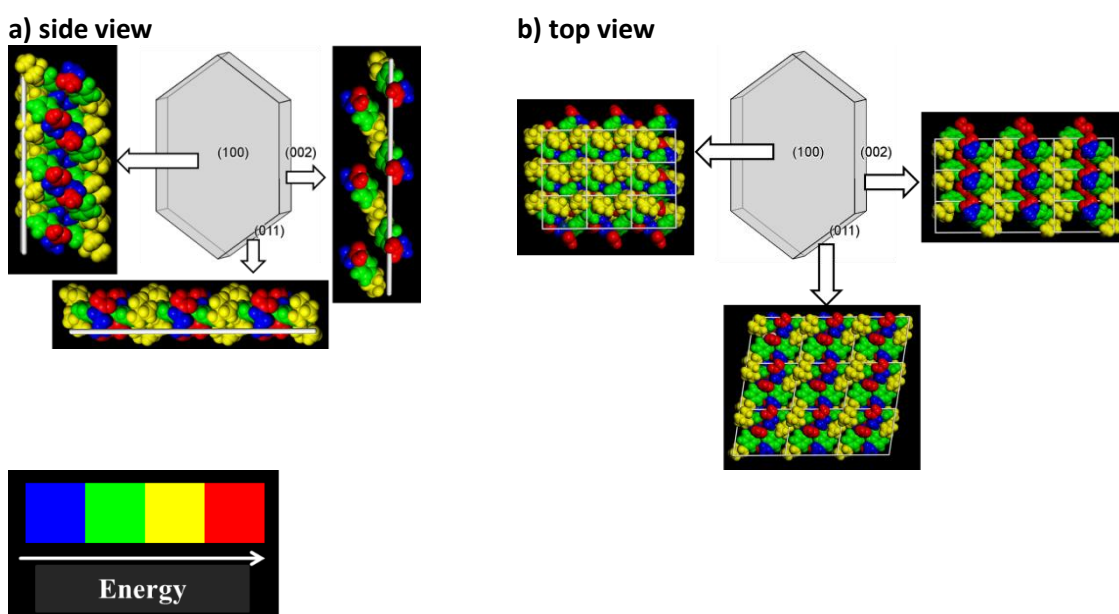 a) side view
b) top view
(100)
(002)
(011)
(100)
(002)
(011)
Energy